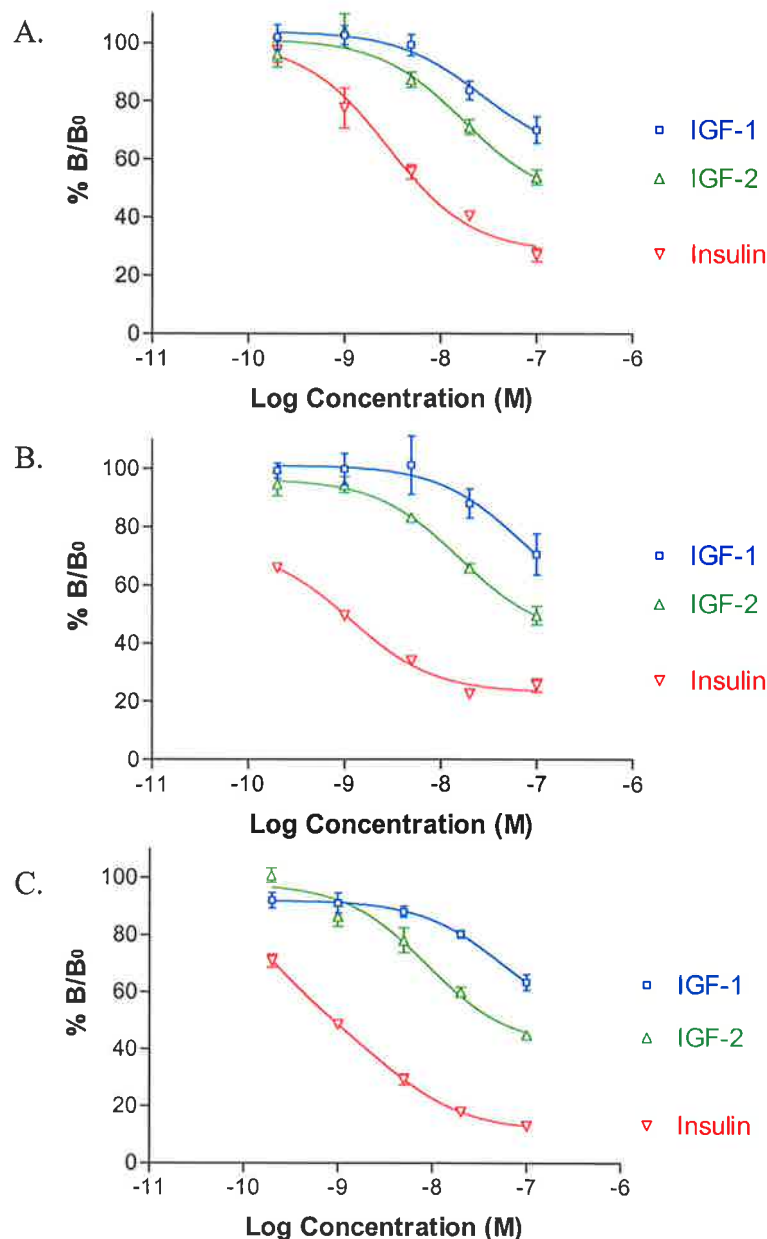 A.
% B/B0
100
80
60
40
20
0
-11 -10 -9 -8 -7 -6
Log Concentration (M)
IGF-1
IGF-2
Insulin
B.
% B/B0
100
80
60
40
20
0
-11 -10 -9 -8 -7 -6
Log Concentration (M)
IGF-1
IGF-2
Insulin
C.
% B/B0
100
80
60
40
20
0
-11 -10 -9 -8 -7 -6
Log Concentration (M)
IGF-1
IGF-2
Insulin